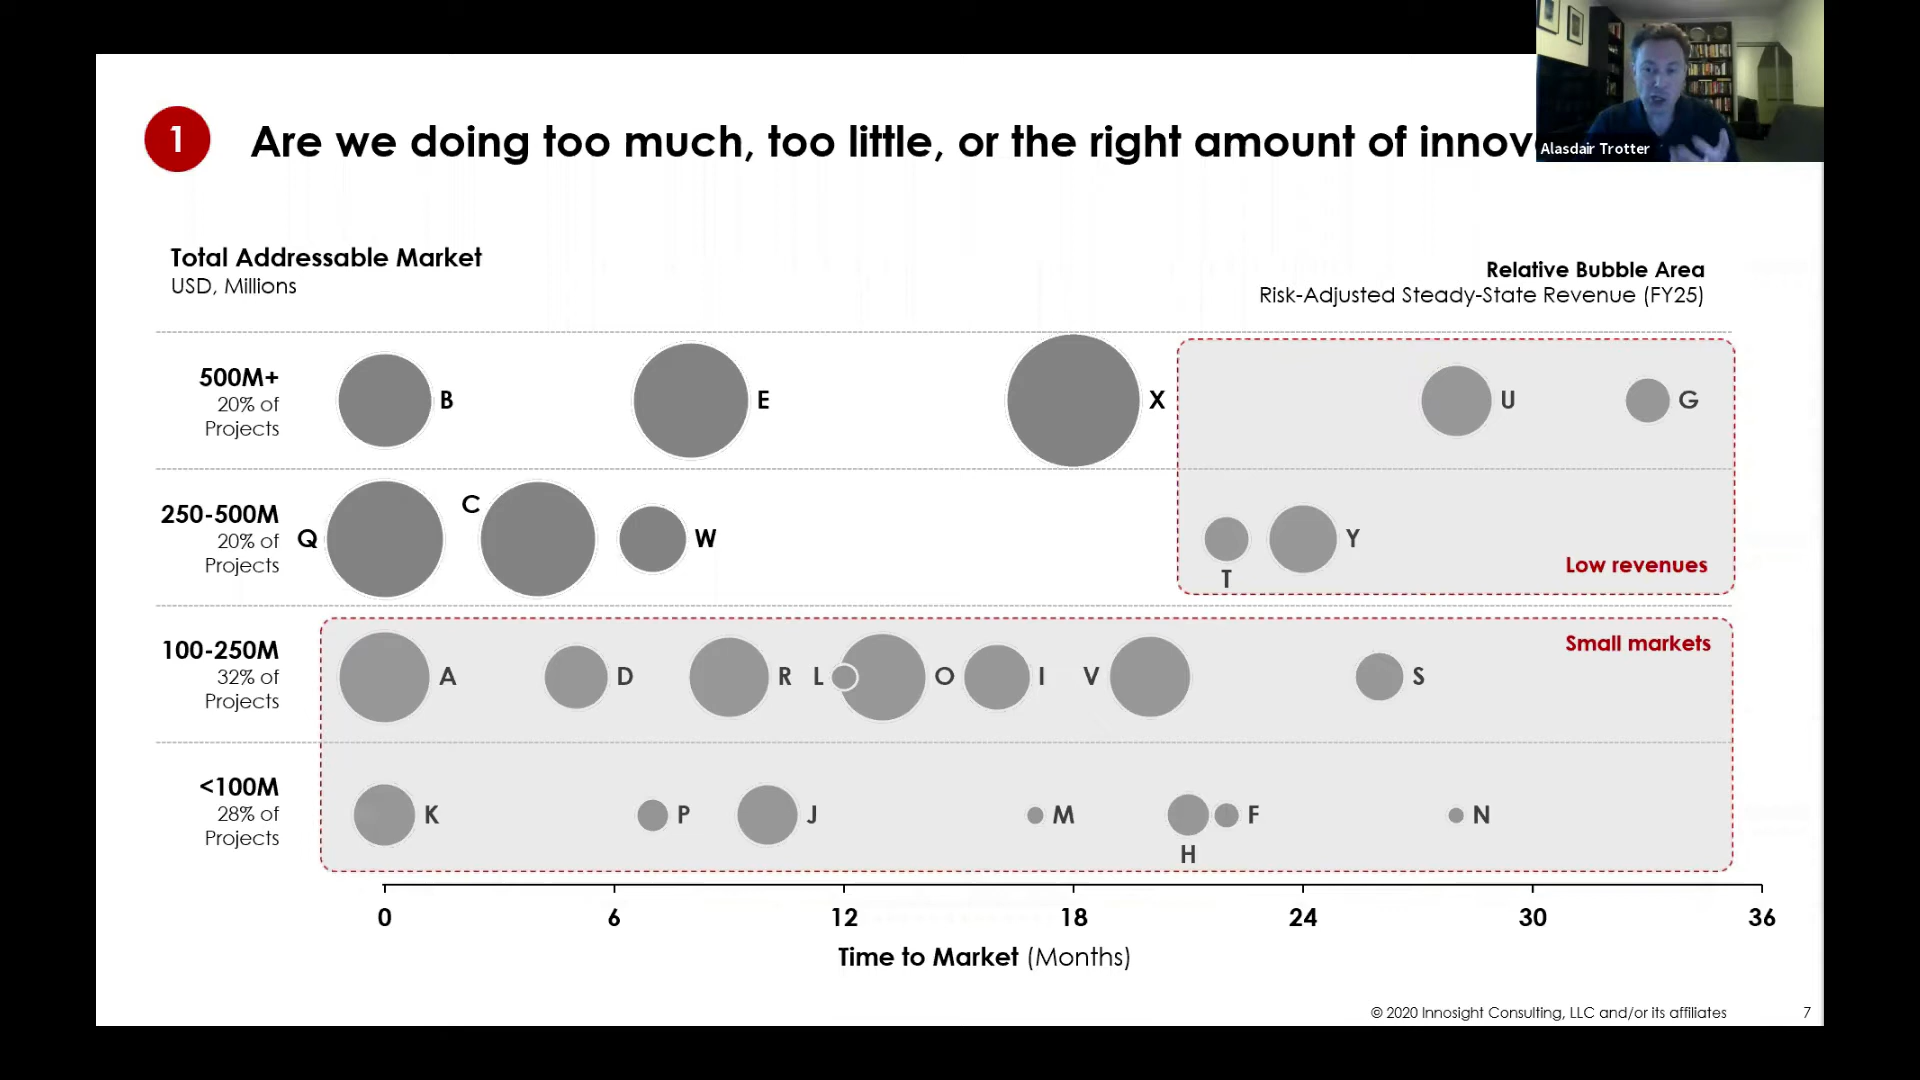 1
Are we doing too much, too little, or the right amount of innov
Alasdair Trotter
Total Addressable Market
USD, Millions
Relative Bubble Area
Risk-Adjusted Steady-State Revenue (FY25)
500M+
20% of
Projects
B
E
X
U
G
250-500M
20% of
Projects
Q
C
W
T
Y
Low revenues
100-250M
32% of
Projects
Small markets
A
D
R
L
O
I
V
S
<100M
28% of
Projects
K
P
J
M
H
F
N
0 6 12 18 24 30 36
Time to Market (Months)
© 2020 Innosight Consulting, LLC and/or its affiliates
7